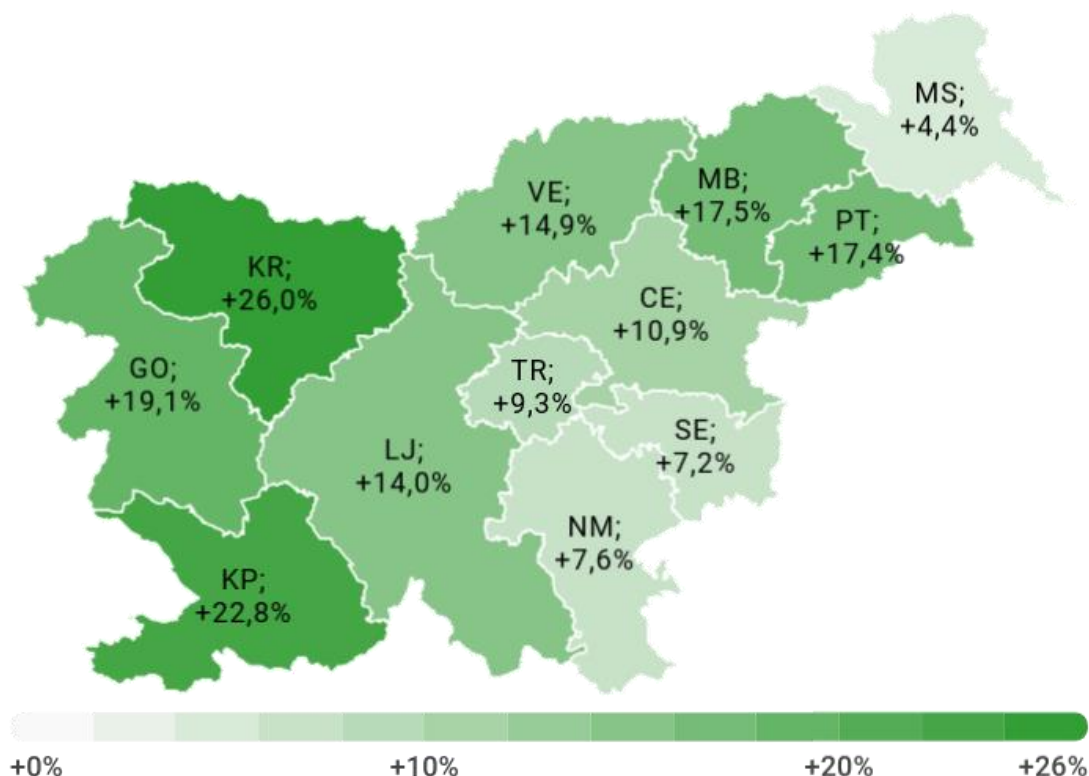 MS;
+4,4%
MB;
+17,5%
VE;
+14,9%
PT;
+17,4%
KR;
+26,0%
CE;
+10,9%
GO;
+19,1%
TR;
+9,3%
SE;
+7,2%
LJ;
+14,0%
NM;
+7,6%
KP;
+22,8%
+0%
+10%
+20%
+26%